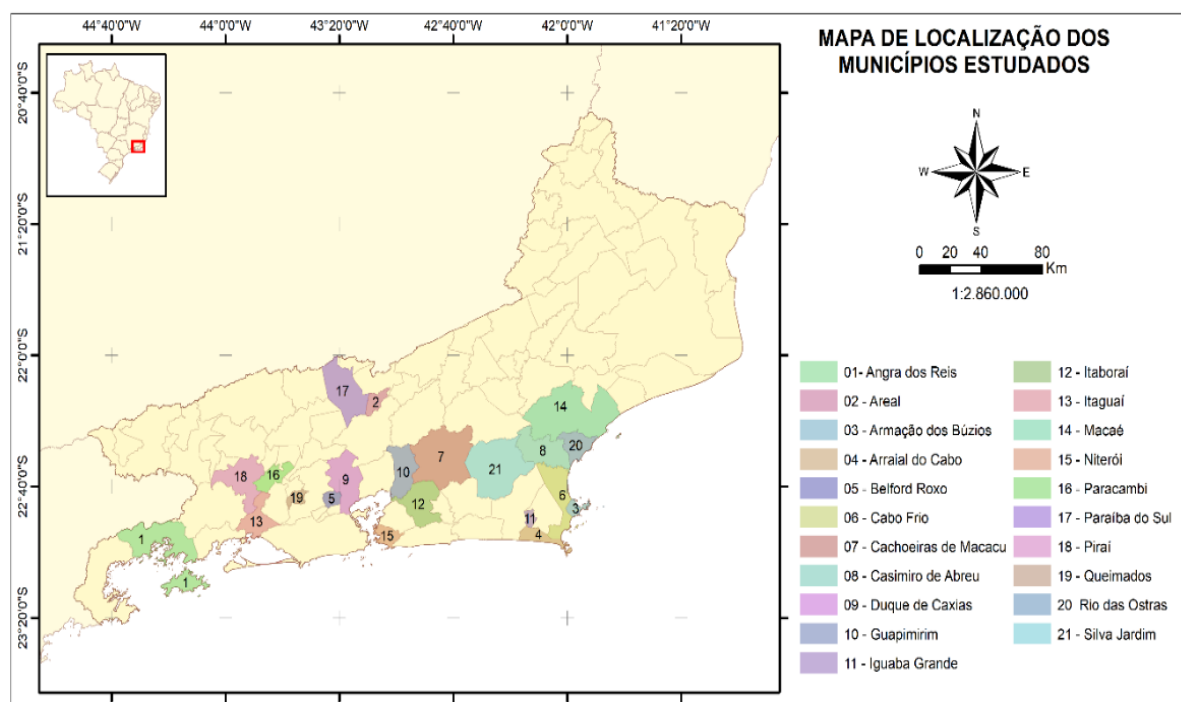 44°40'0"W 44°0'0"W 43°20'0"W 42°40'0"W 42°0'0"W 41°20'0"W
MAPA DE LOCALIZAÇÃO DOS
MUNICÍPIOS ESTUDADOS
20°40'0"S
21°20'0"S
22°0'0"S
22°40'0"S
23°20'0"S
N
W E
S
0 20 40 80
Km
1:2.860.000
17
2
14
8
20
7
10
21
18
16
9
19
5
12
6
3
13
11
15
4
1
1
01- Angra dos Reis
02 - Areal
03 - Armação dos Búzios
04 - Arraial do Cabo
05 - Belford Roxo
06 - Cabo Frio
07 - Cachoeiras de Macacu
08 - Casimiro de Abreu
09 - Duque de Caxias
10 - Guapimirim
11 - Iguaba Grande
12 - Itaboraí
13 - Itaguaí
14 - Macaé
15 - Niterói
16 - Paracambi
17 - Paraíba do Sul
18 - Piraí
19 - Queimados
20 Rio das Ostras
21 - Silva Jardim